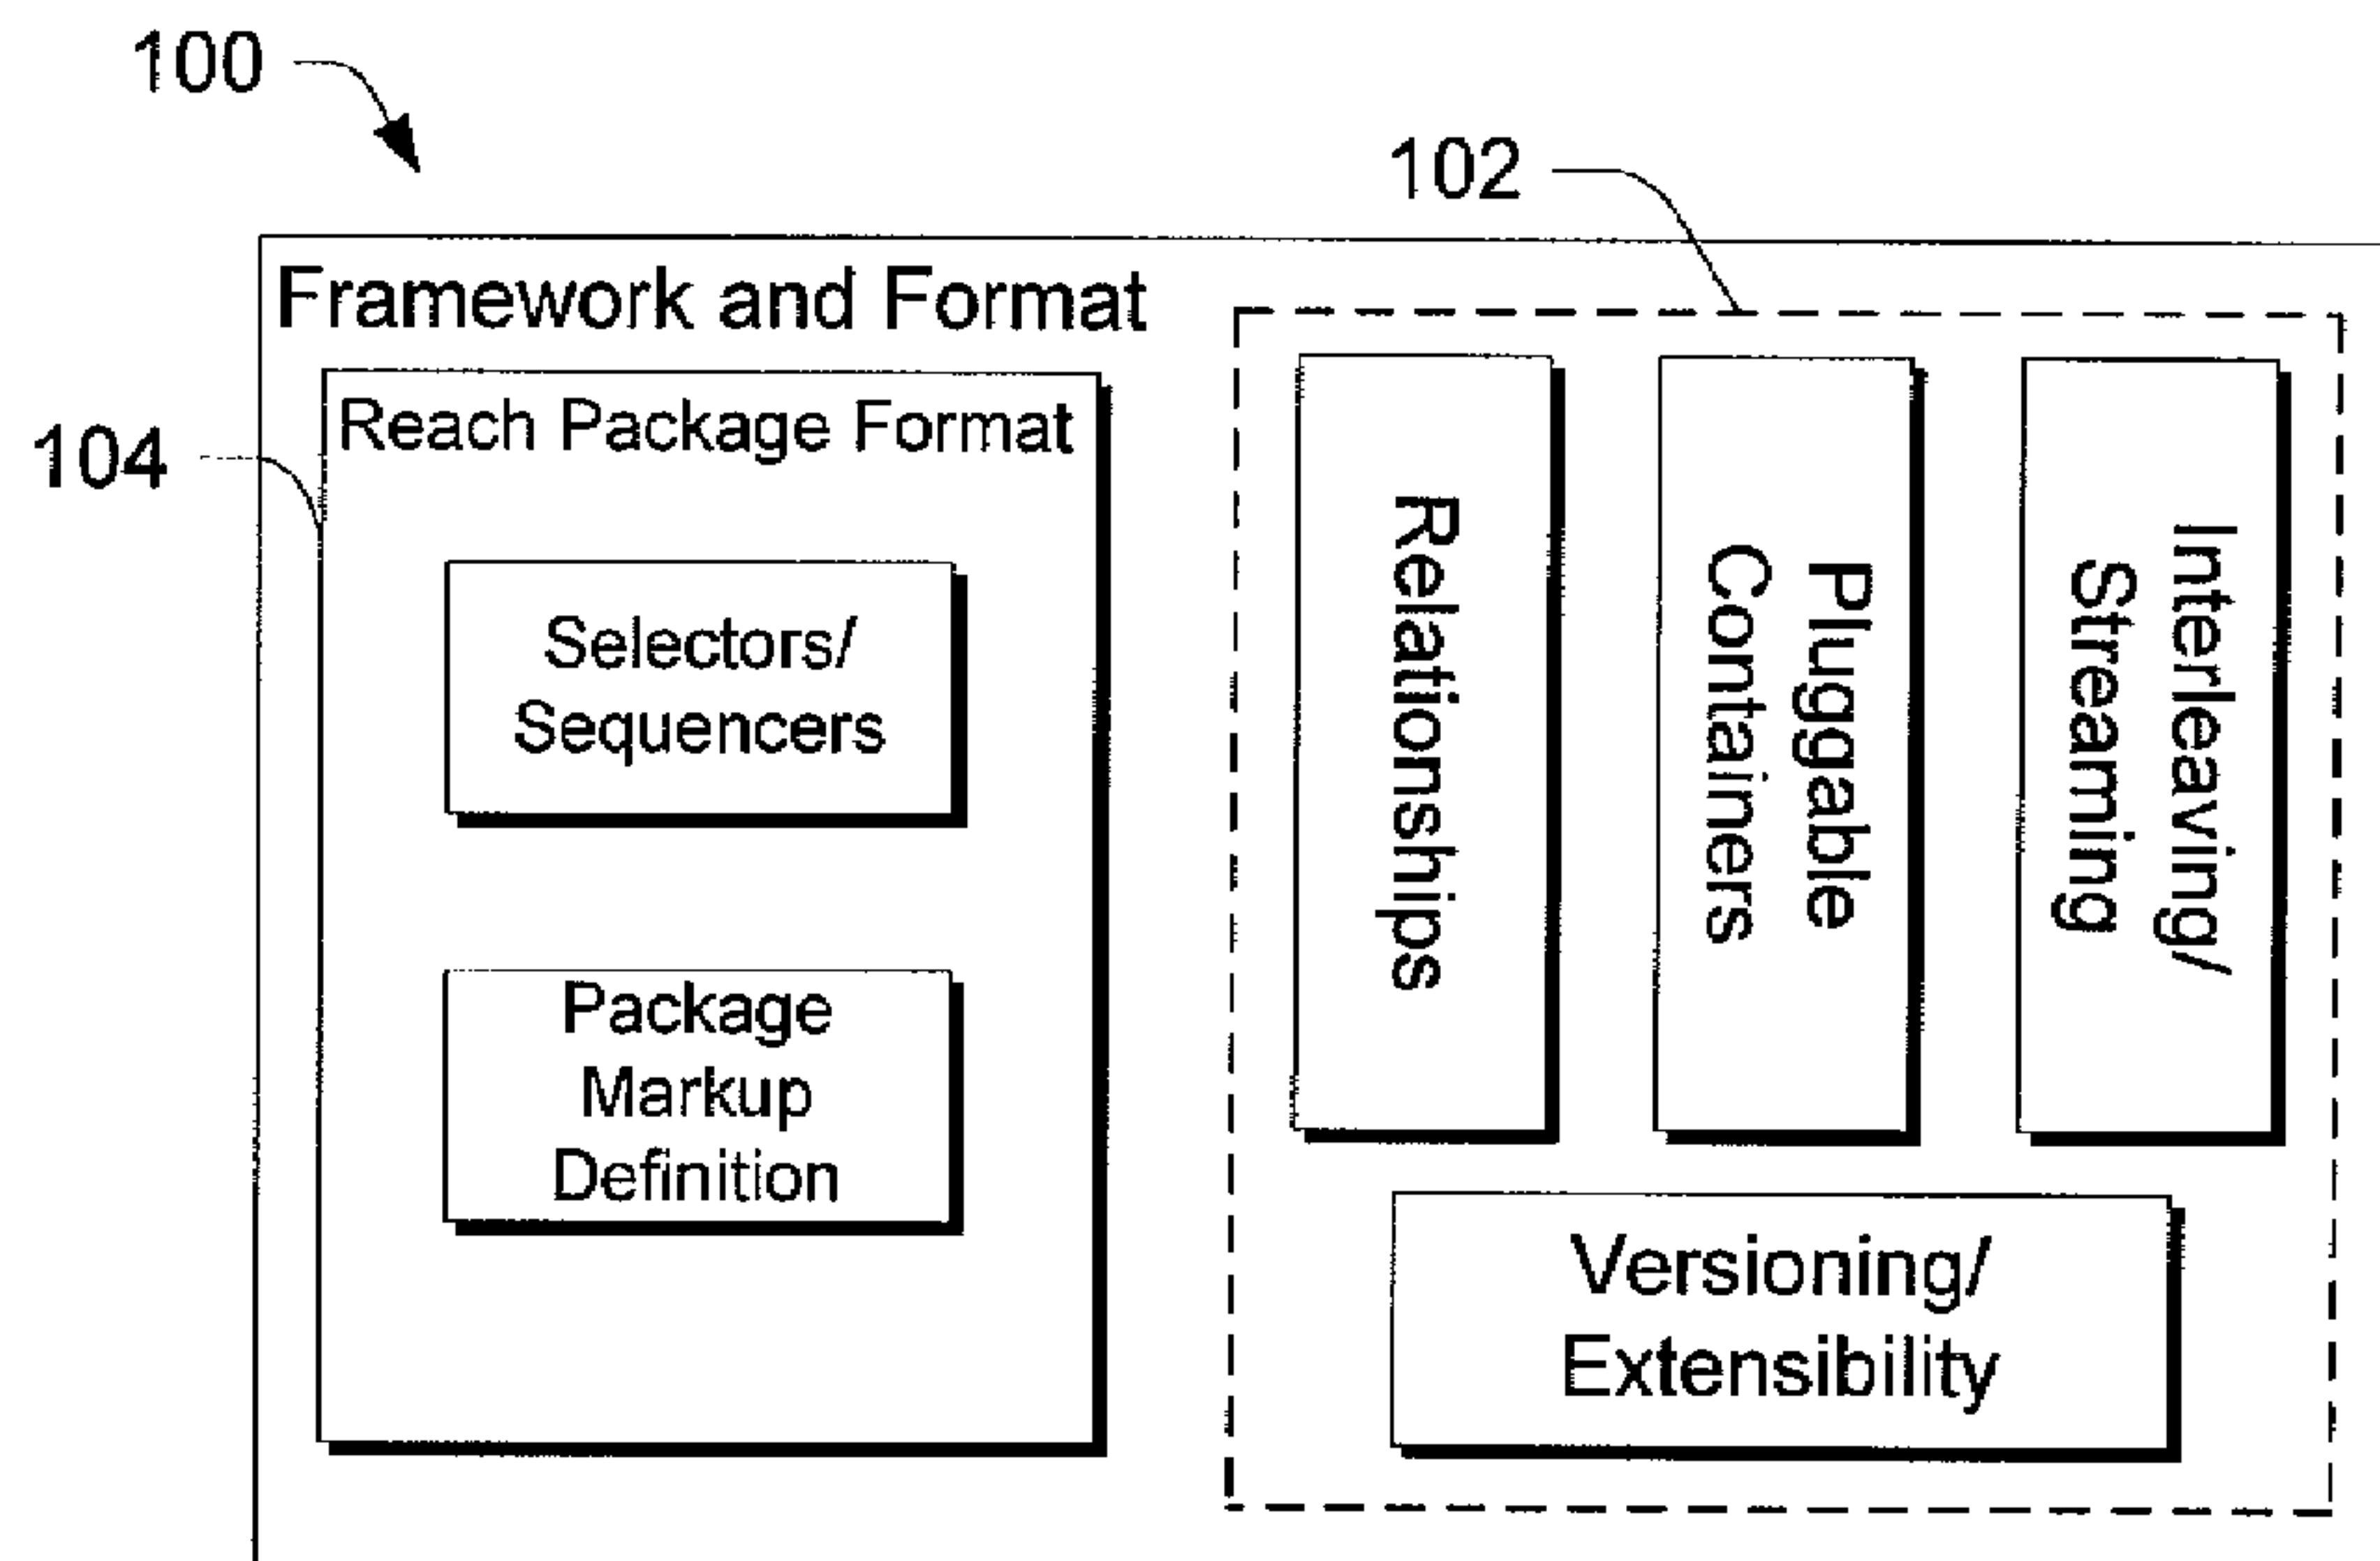 100
102
Framework and Format
104
Reach Package Format
Selectors/
Sequencers
Package
Markup
Definition
Relationships
Pluggable
Containers
Interleaving/
Streaming
Versioning/
Extensibility